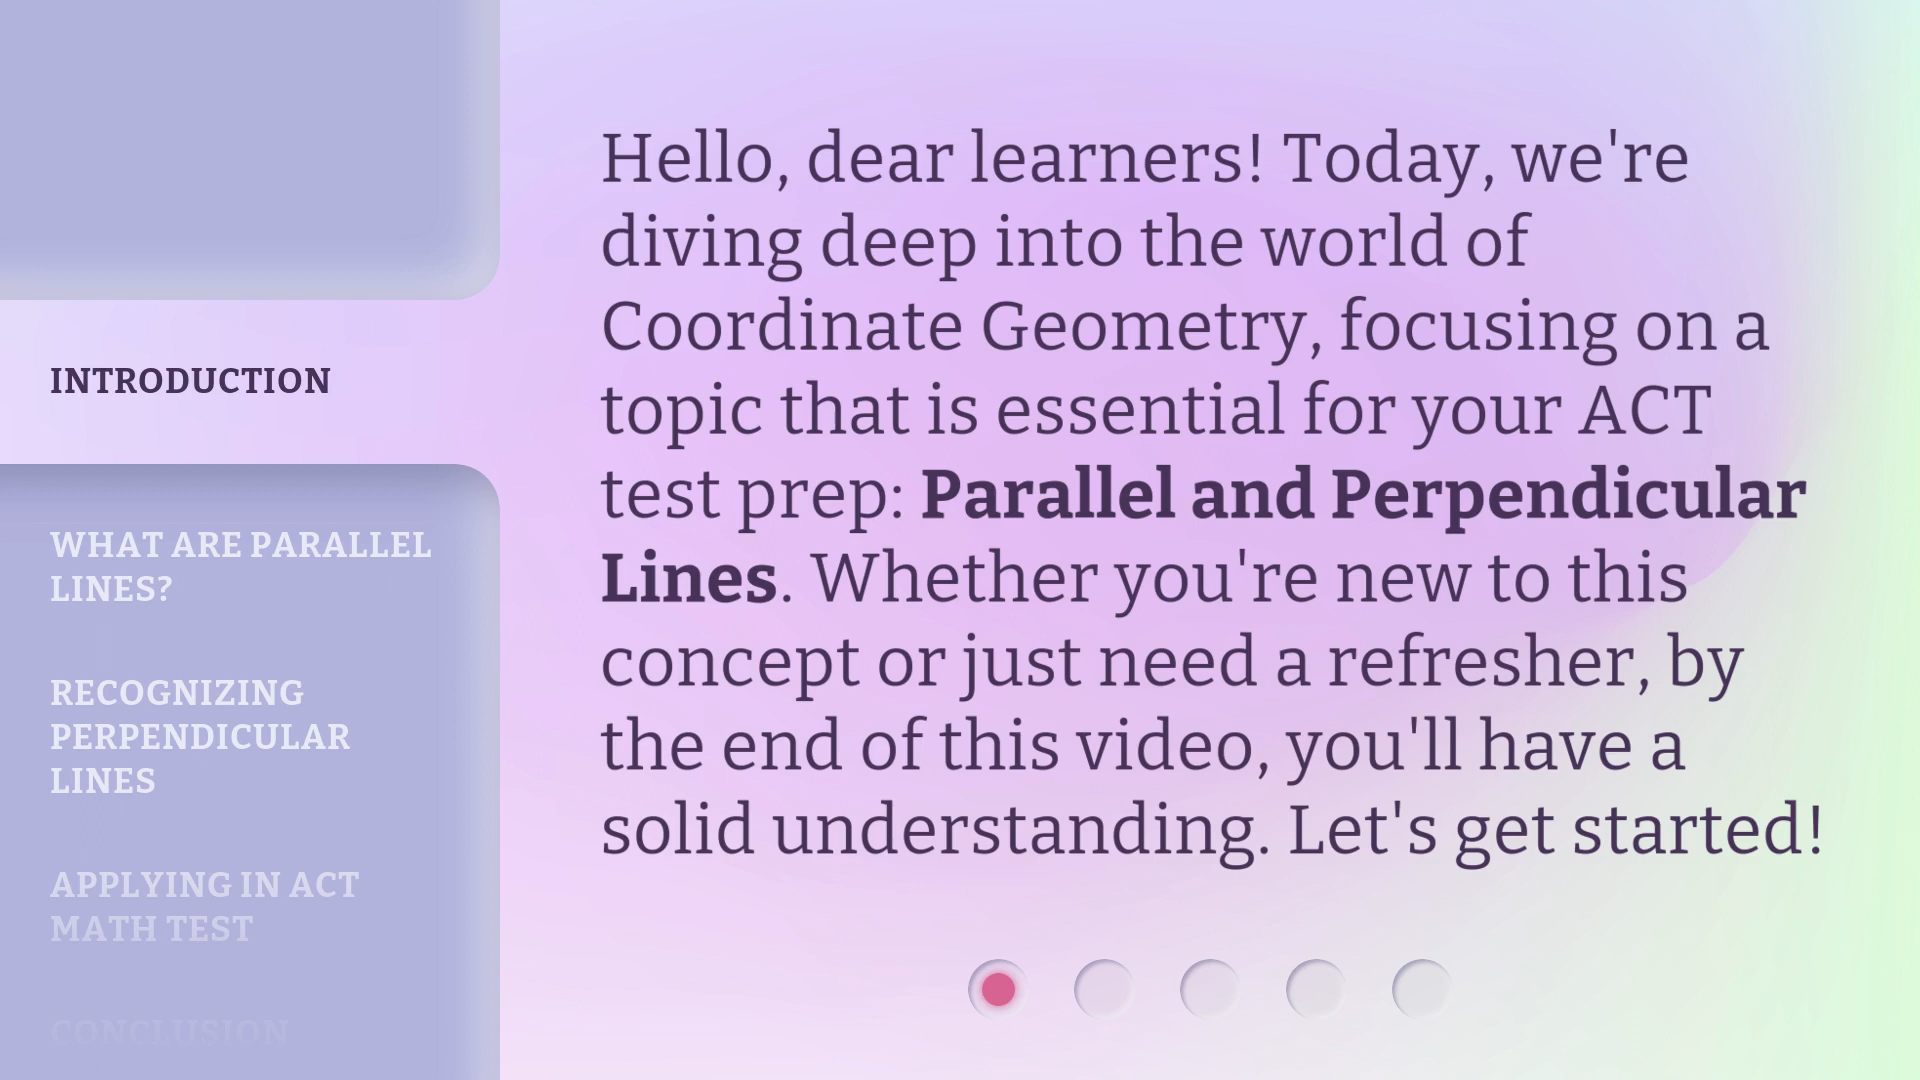 INTRODUCTION
WHAT ARE PARALLEL
LINES?
RECOGNIZING
PERPENDICULAR
LINES
APPLYING IN ACT
MATH TEST
CONCLUSION
Hello, dear learners! Today, we're
diving deep into the world of
Coordinate Geometry, focusing on a
topic that is essential for your ACT
test prep: Parallel and Perpendicular
Lines. Whether you're new to this
concept or just need a refresher, by
the end of this video, you'll have a
solid understanding. Let's get started!